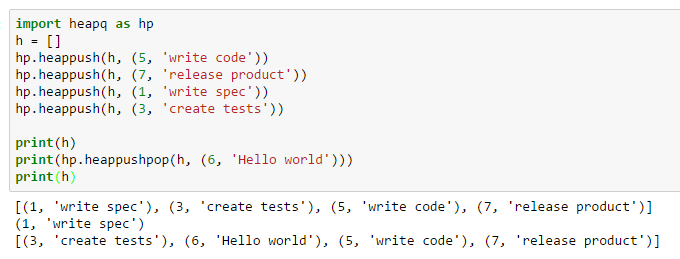 import heapq as hp
h = []
hp.heappush(h, (5, 'write code'))
hp.heappush(h, (7, 'release product'))
hp.heappush(h, (1, 'write spec'))
hp.heappush(h, (3, 'create tests'))
print(h)
print(hp.heappushpop(h, (6, 'Hello world')))
print(h)
[(1, 'write spec'), (3, 'create tests'), (5, 'write code'), (7, 'release product')]
(1, 'write spec')
[(3, 'create tests'), (6, 'Hello world'), (5, 'write code'), (7, 'release product')]